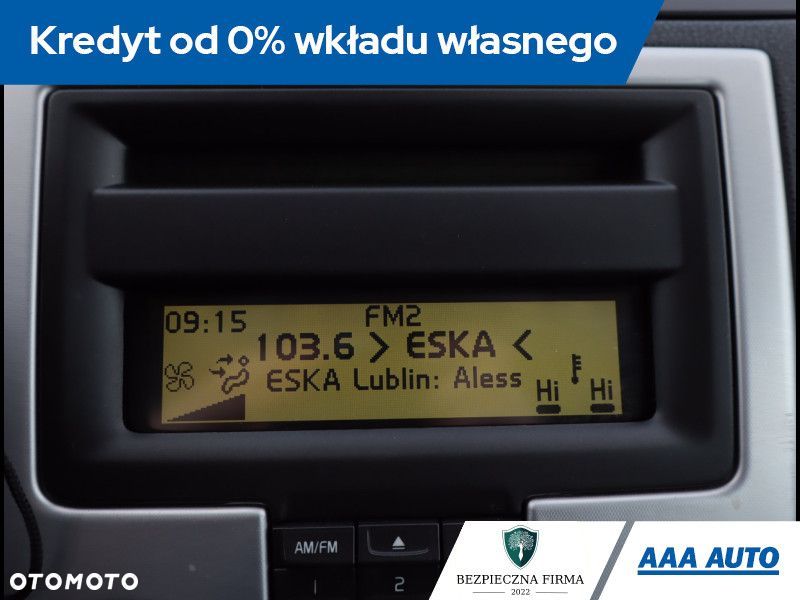 Kredyt od 0% wkładu własnego
09:15 FM2
103.6 > ESKA <
ESKA Lublin: Aless
Hi Hi
AM/FM
1 2
OTOMOTO
BEZPIECZNA FIRMA
2022
AAA AUTO